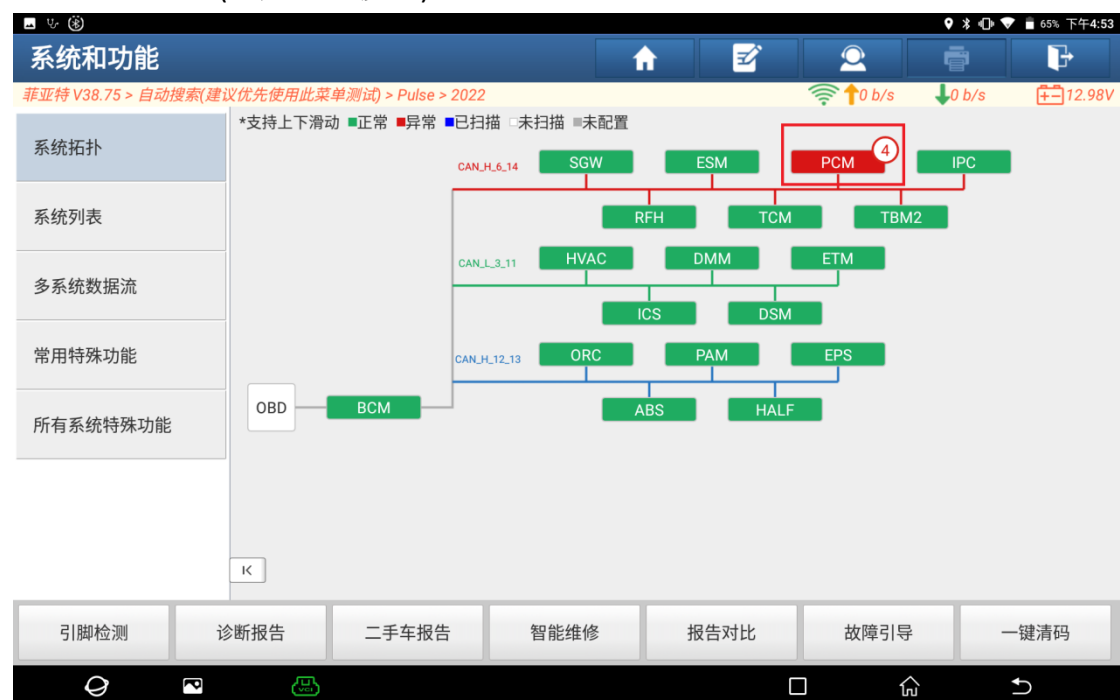 65% 下午4:53
系统和功能
菲亚特 V38.75 > 自动搜索(建议优先使用此菜单测试) > Pulse > 2022
0 b/s
0 b/s
12.98V
系统拓扑
系统列表
多系统数据流
常用特殊功能
所有系统特殊功能
*支持上下滑动 正常 异常 已扫描 未扫描 未配置
CAN_H_6_14
SGW
ESM
PCM
4
IPC
RFH
TCM
TBM2
CAN_L_3_11
HVAC
DMM
ETM
ICS
DSM
CAN_H_12_13
ORC
PAM
EPS
OBD
BCM
ABS
HALF
引脚检测
诊断报告
二手车报告
智能维修
报告对比
故障引导
一键清码
VCI